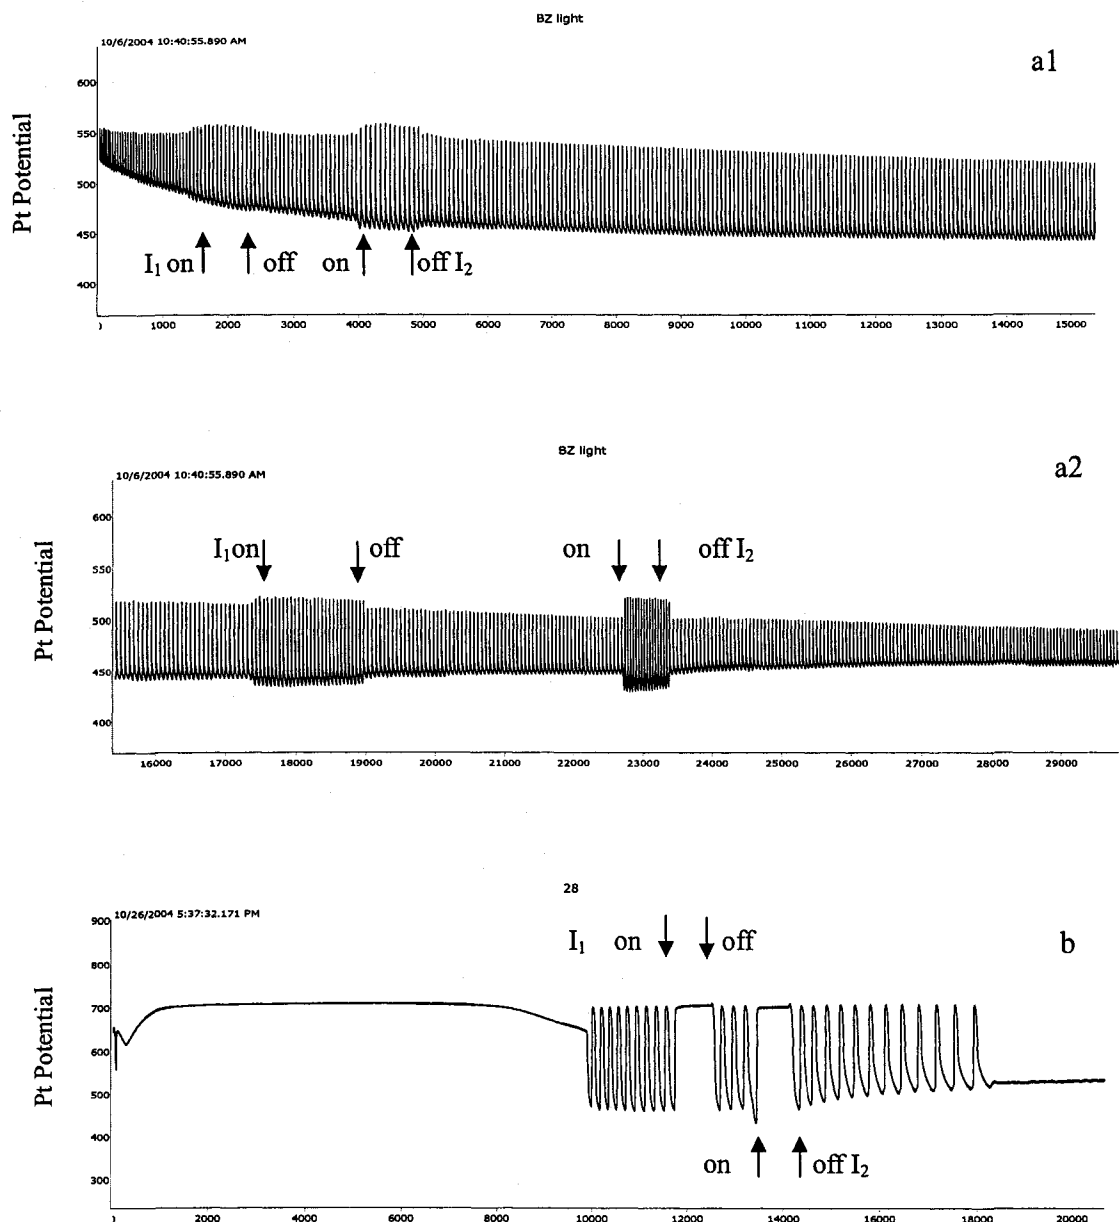 BZ light
10/6/2004 10:40:55.890 AM
a1
Pt Potential
600
550
500
450
400
I₁ on off on off I₂
) 1000 2000 3000 4000 5000 6000 7000 8000 9000 10000 11000 12000 13000 14000 15000
BZ light
10/6/2004 10:40:55.890 AM
a2
Pt Potential
600
550
500
450
400
I₁on off on off I₂
16000 17000 18000 19000 20000 21000 22000 23000 24000 25000 26000 27000 28000 29000
28
10/26/2004 5:37:32.171 PM
b
Pt Potential
900
800
700
600
500
400
300
I₁ on off
on off I₂
) 2000 4000 6000 8000 10000 12000 14000 16000 18000 20000